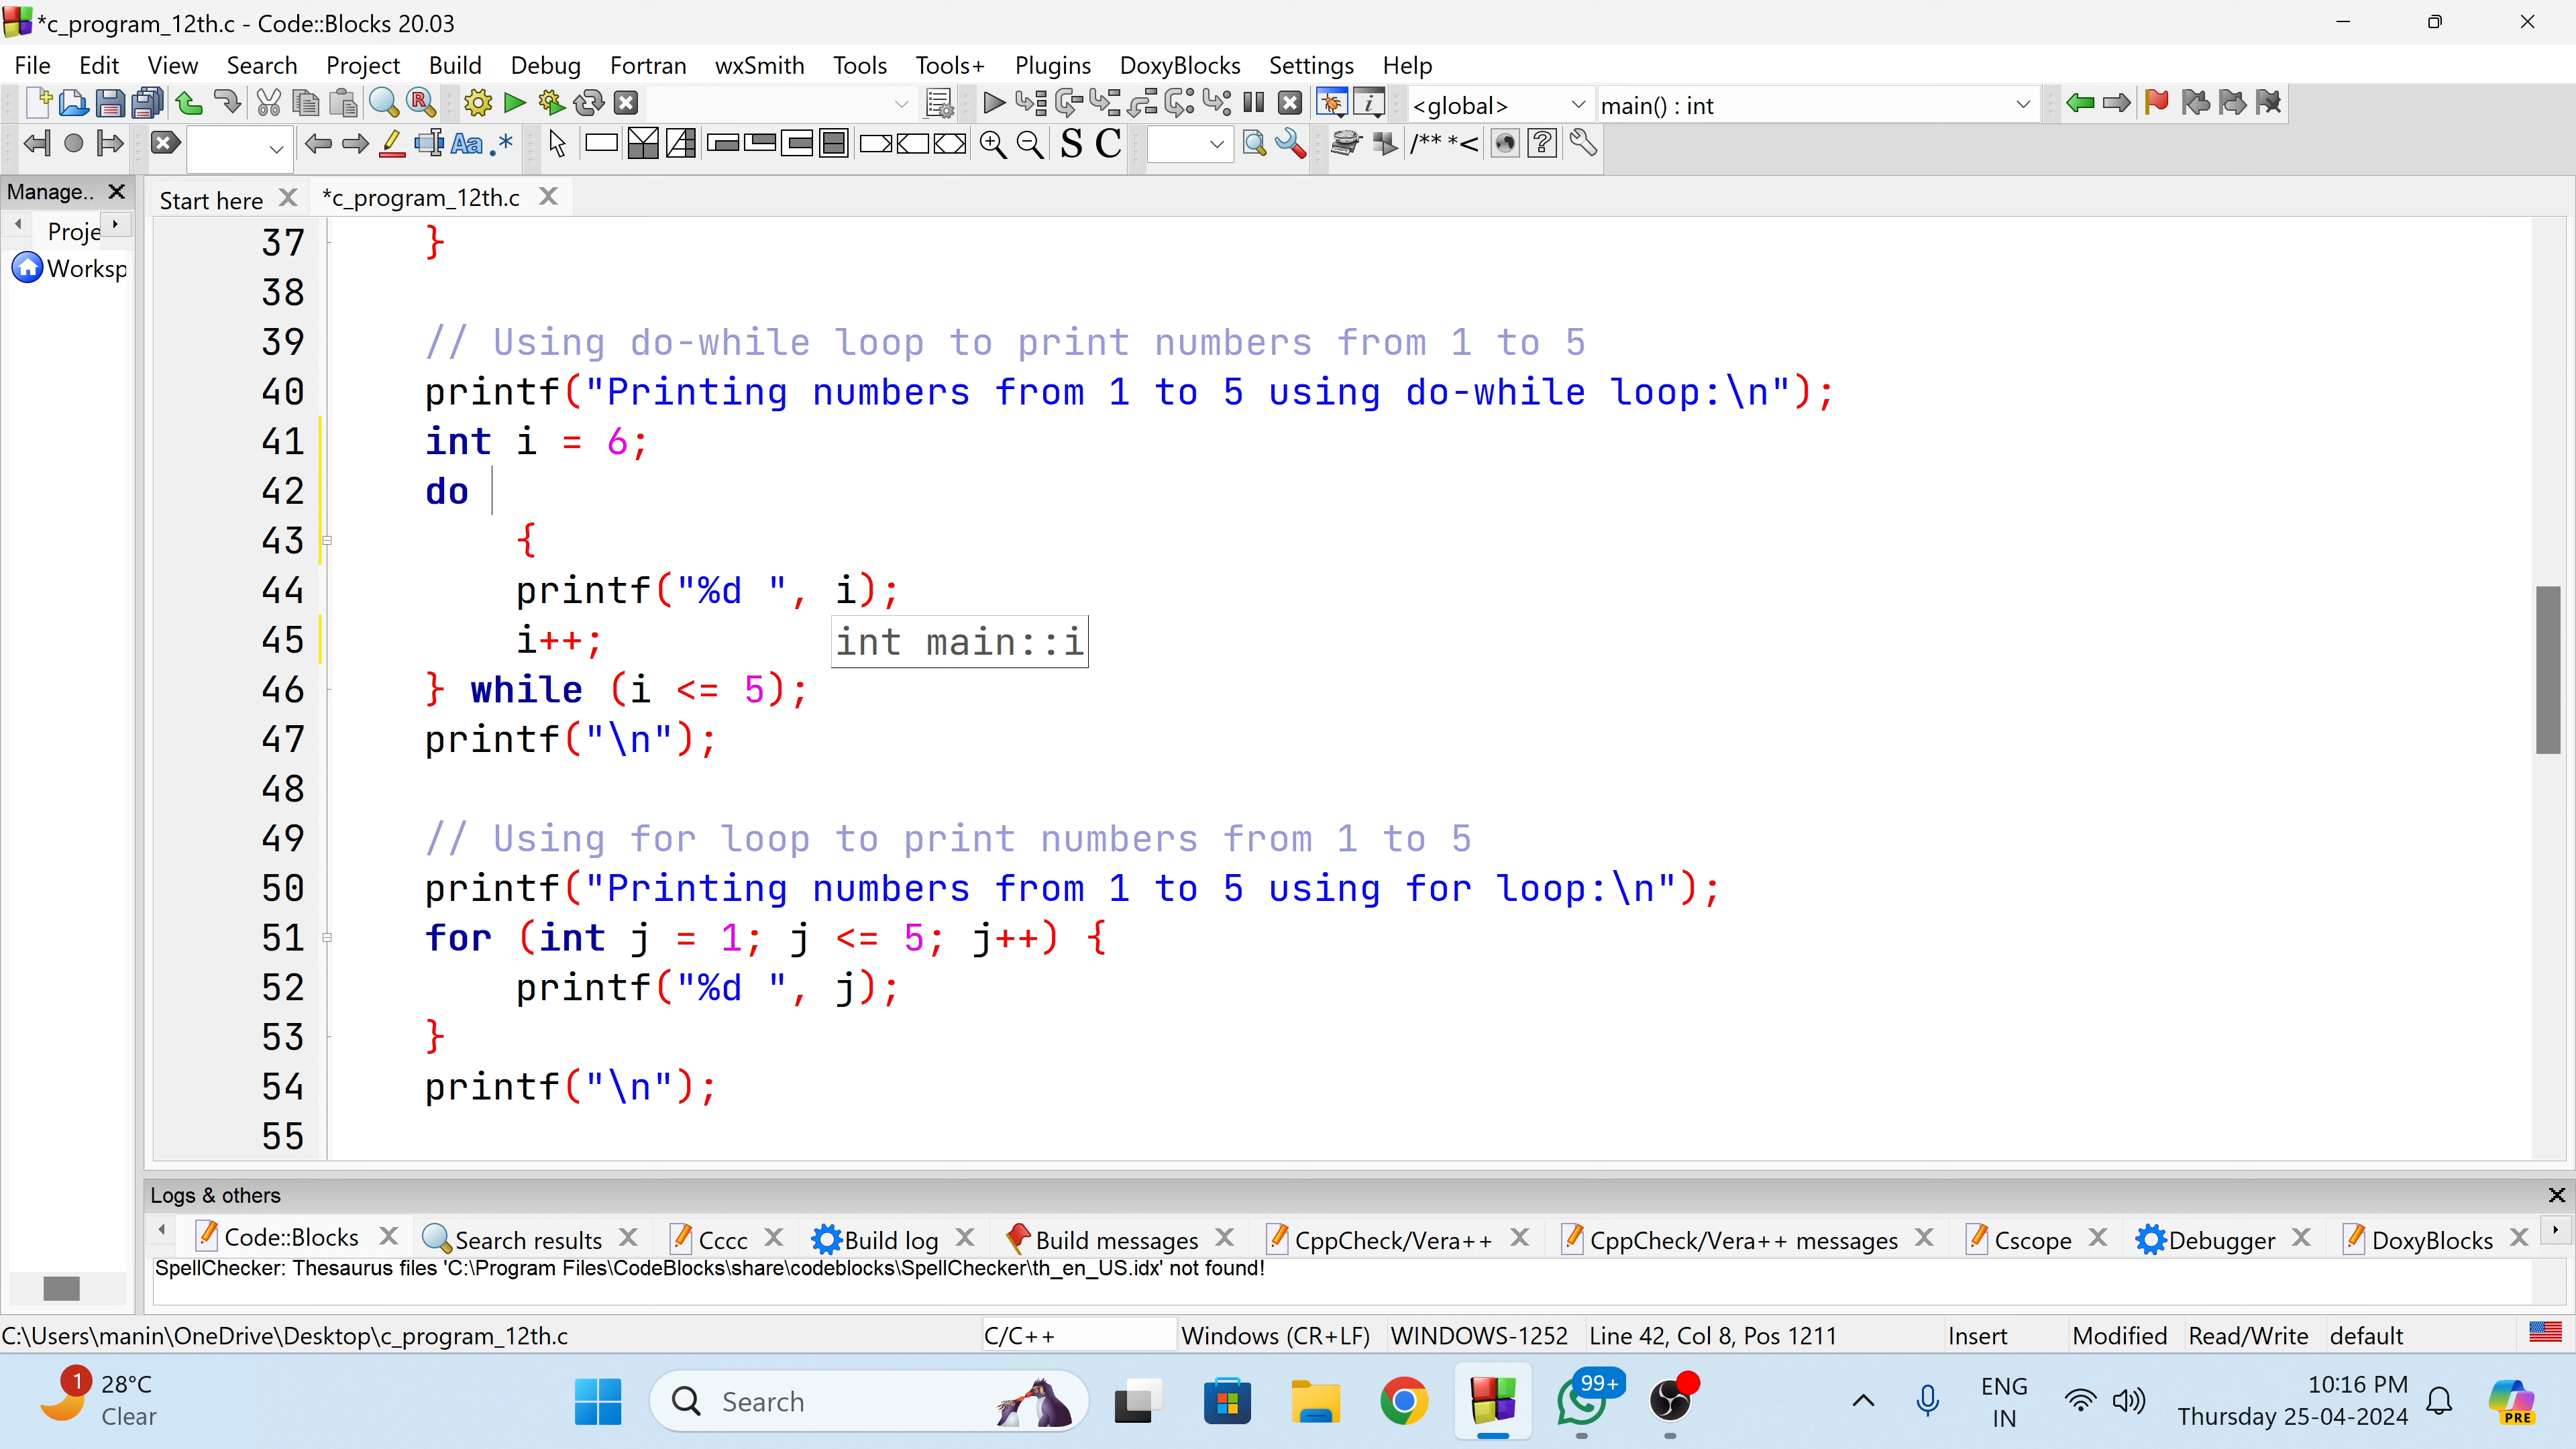 *c_program_12th.c - Code::Blocks 20.03
File Edit View Search Project Build Debug Fortran wxSmith Tools Tools+ Plugins DoxyBlocks Settings Help
<global> main() : int
Aa .* S C /** *<
Manage.. Start here *c_program_12th.c
Proje
Worksp
37 }
38
39 // Using do-while loop to print numbers from 1 to 5
40 printf("Printing numbers from 1 to 5 using do-while loop:\n");
41 int i = 6;
42 do
43 {
44 printf("%d ", i);
45 i++; int main::i
46 } while (i <= 5);
47 printf("\n");
48
49 // Using for loop to print numbers from 1 to 5
50 printf("Printing numbers from 1 to 5 using for loop:\n");
51 for (int j = 1; j <= 5; j++) {
52 printf("%d ", j);
53 }
54 printf("\n");
55
Logs & others
Code::Blocks Search results Cccc Build log Build messages CppCheck/Vera++ CppCheck/Vera++ messages Cscope Debugger DoxyBlocks
SpellChecker: Thesaurus files 'C:\Program Files\CodeBlocks\share\codeblocks\SpellChecker\th_en_US.idx' not found!
C:\Users\manin\OneDrive\Desktop\c_program_12th.c C/C++ Windows (CR+LF) WINDOWS-1252 Line 42, Col 8, Pos 1211 Insert Modified Read/Write default
1 28°C
Clear
Search
99+
ENG
IN
10:16 PM
Thursday 25-04-2024
PRE